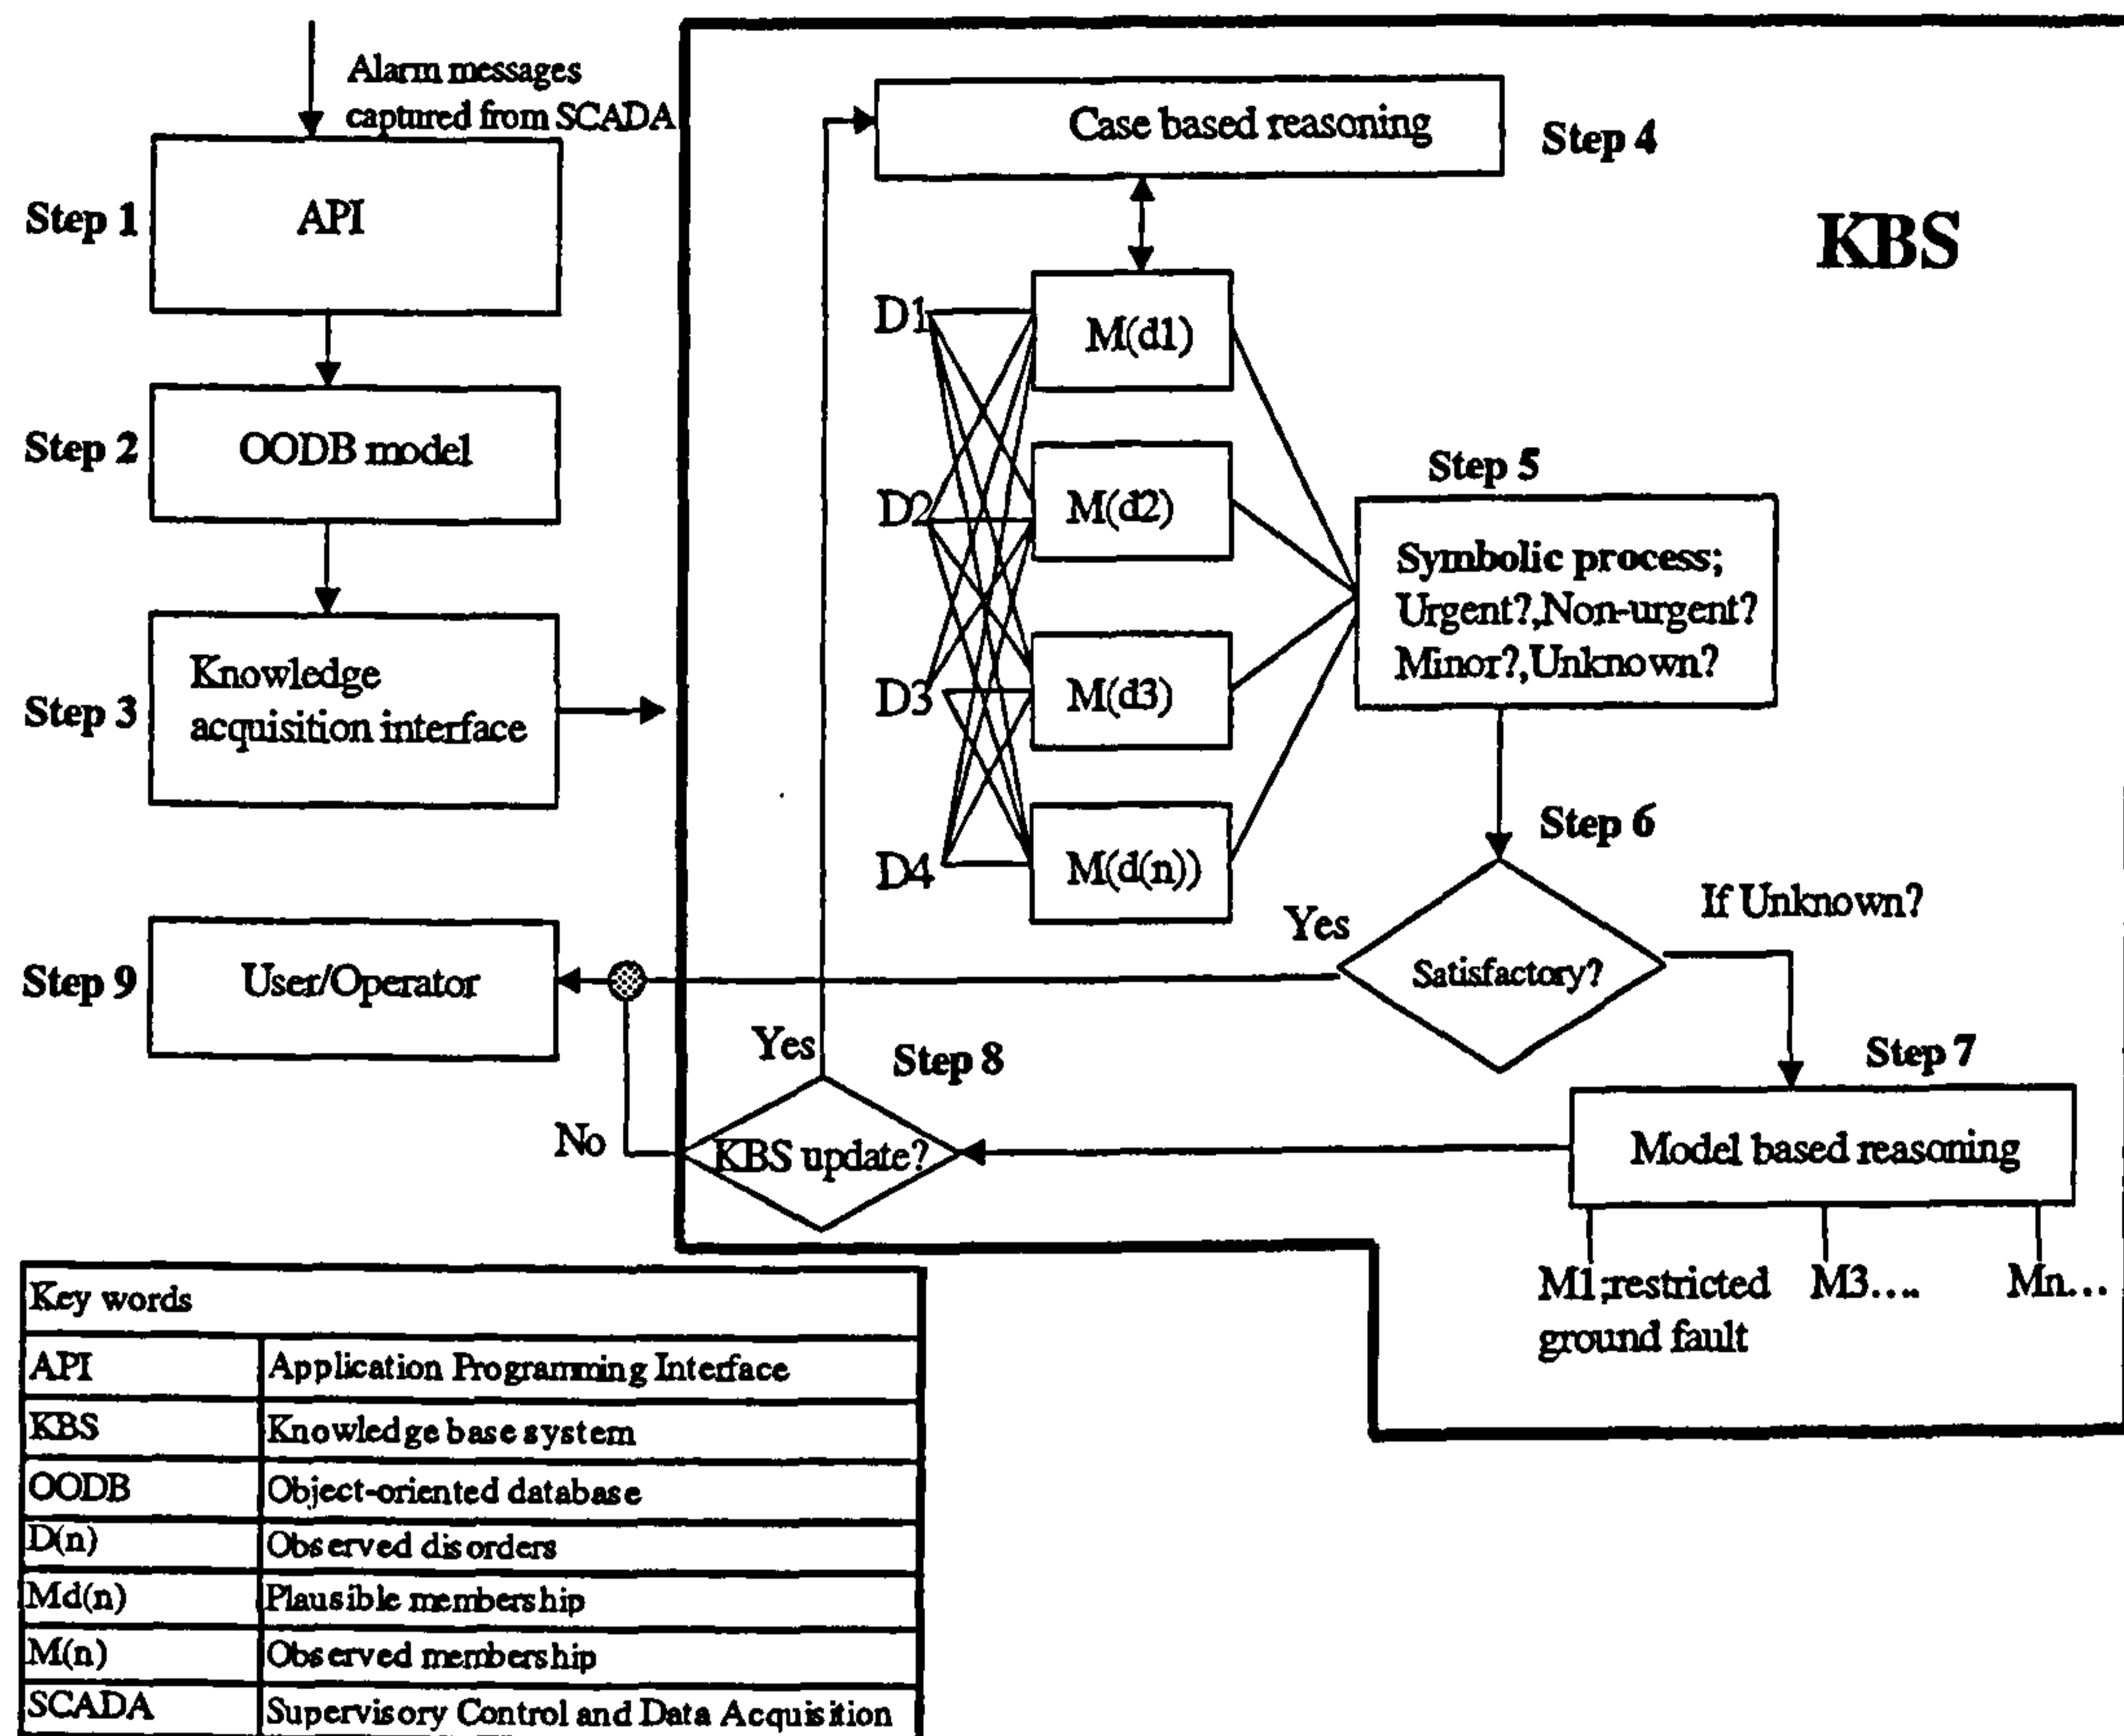 Alarm messages
captured from SCADA
Step 1
API
Step 2
OODB model
Step 3
Knowledge
acquisition interface
Step 9
User/Operator
KBS
Case based reasoning
Step 4
D1
D2
D3
D4
M(d1)
M(d2)
M(d3)
M(d(n))
Step 5
Symbolic process;
Urgent?,Non-urgent?
Minor?,Unknown?
Step 6
Satisfactory?
Yes
If Unknown?
Step 7
Model based reasoning
M1;restricted
ground fault
M3....
Mn...
Step 8
KBS update?
Yes
No
Key words
API Application Programming Interface
KBS Knowledge base system
OODB Object-oriented database
D(n) Observed disorders
Md(n) Plausible membership
M(n) Observed membership
SCADA Supervisory Control and Data Acquisition